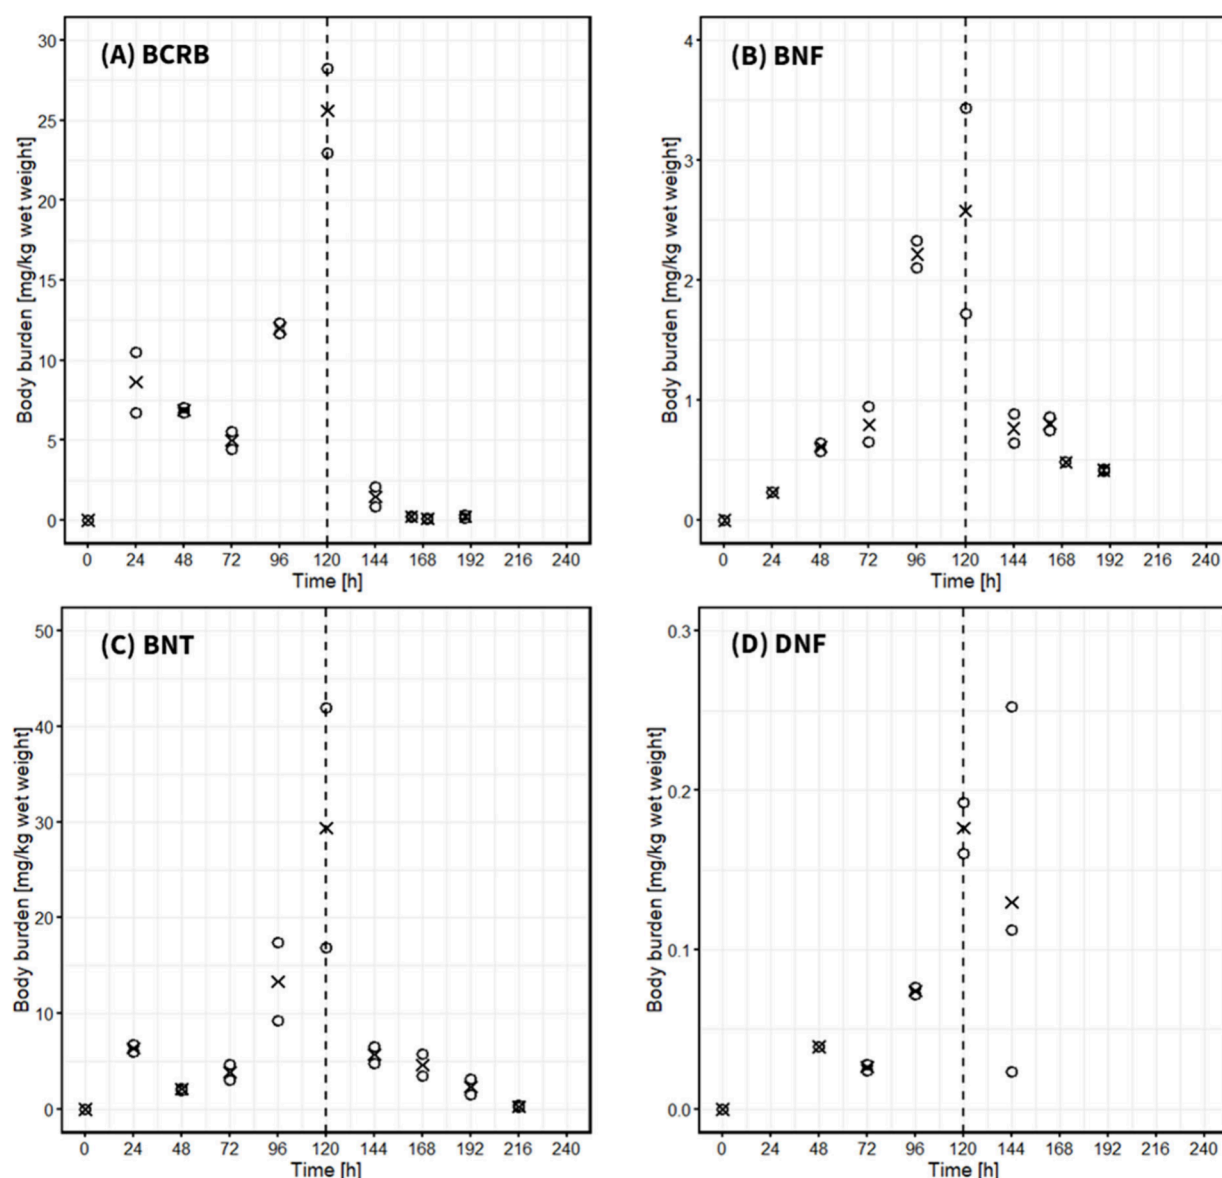 (A) BCRB
Body burden [mg/kg wet weight]
30
25
20
15
10
5
0
0 24 48 72 96 120 144 168 192 216 240
Time [h]
(B) BNF
Body burden [mg/kg wet weight]
4
3
2
1
0
0 24 48 72 96 120 144 168 192 216 240
Time [h]
(C) BNT
Body burden [mg/kg wet weight]
50
40
30
20
10
0
0 24 48 72 96 120 144 168 192 216 240
Time [h]
(D) DNF
Body burden [mg/kg wet weight]
0.3
0.2
0.1
0.0
0 24 48 72 96 120 144 168 192 216 240
Time [h]